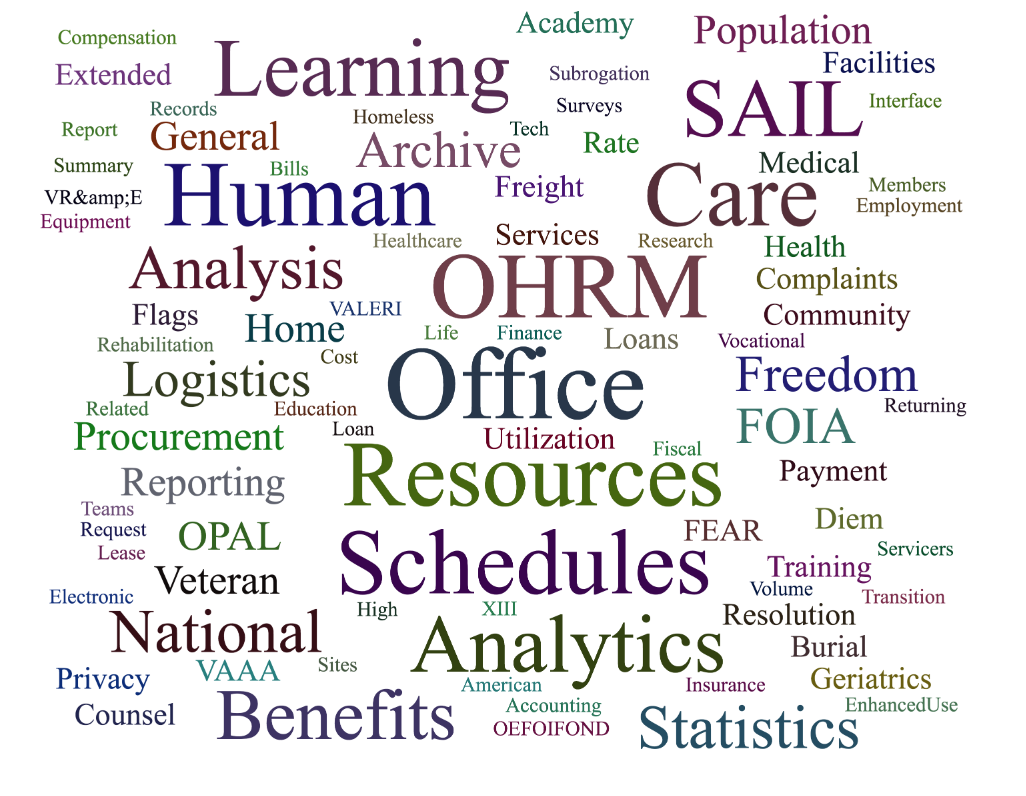 Academy
Population
Compensation
Learning
Facilities
Extended
Subrogation
SAIL
Interface
Records
Surveys
Homeless
Report
General
Tech
Archive
Rate
Summary
Bills
Medical
VR&amp;amp;E
Human
Freight
Care
Members
Employment
Equipment
Healthcare
Services
Research
Health
Analysis
OHRM
Complaints
Flags
VALERI
Community
Home
Life
Finance
Loans
Vocational
Rehabilitation
Cost
Logistics
Office
Freedom
Related
Education
Returning
Procurement
Loan
Utilization
FOIA
Fiscal
Reporting
Resources
Payment
Teams
Request
OPAL
FEAR
Diem
Lease
Schedules
Servicers
Veteran
Training
Electronic
Volume
Transition
High
XIII
National
Analytics
Resolution
Burial
VAAA
Sites
Privacy
American
Insurance
Geriatrics
Counsel
Benefits
Accounting
EnhancedUse
OEFOIFOND
Statistics